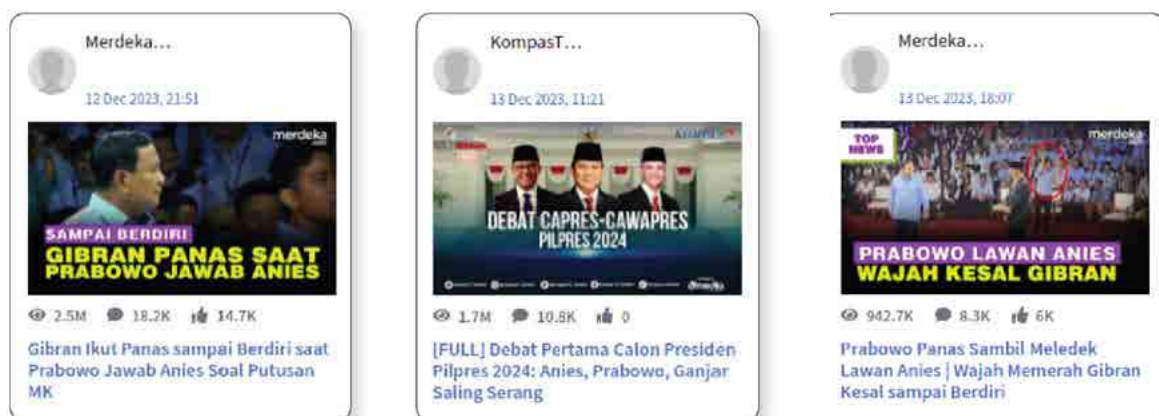 Merdeka...
12 Dec 2023, 21:51
merdeka
SAMPAI BERDIRI
GIBRAN PANAS SAAT
PRABOWO JAWAB ANIES
2.5M 18.2K 14.7K
Gibran Ikut Panas sampai Berdiri saat
Prabowo Jawab Anies Soal Putusan
MK
KompasT...
13 Dec 2023, 11:21
DEBAT CAPRES-CAWAPRES
PILPRES 2024
1.7M 10.8K 0
[FULL] Debat Pertama Calon Presiden
Pilpres 2024: Anies, Prabowo, Ganjar
Saling Serang
Merdeka...
13 Dec 2023, 18:07
TOP
NEWS
merdeka
PRABOWO LAWAN ANIES
WAJAH KESAL GIBRAN
942.7K 8.3K 6K
Prabowo Panas Sambil Meledek
Lawan Anies | Wajah Memerah Gibran
Kesal sampai Berdiri